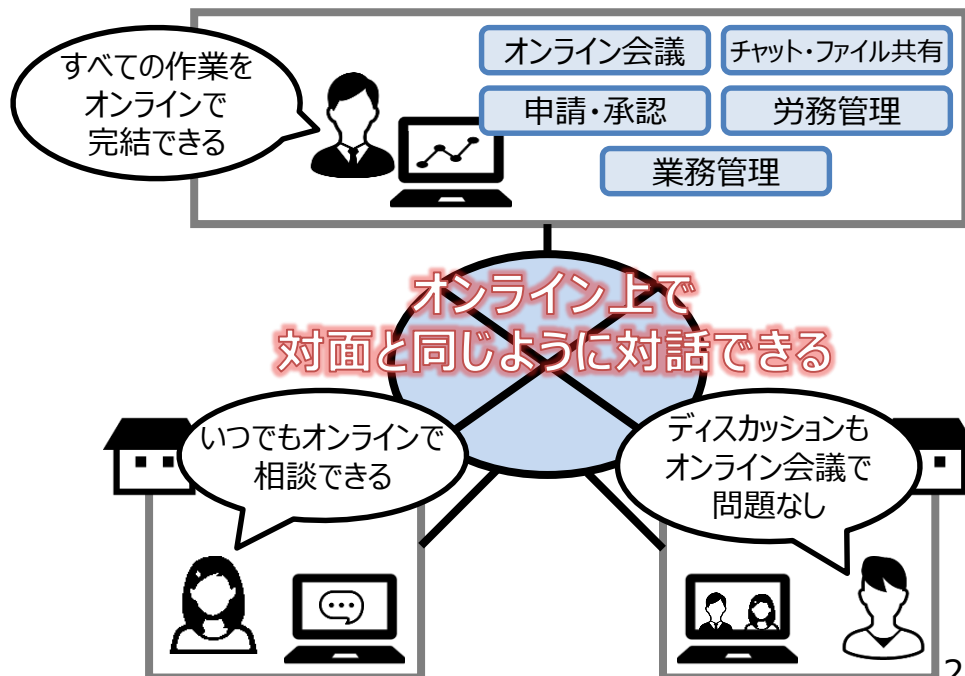 すべての作業を
オンラインで
完結できる
オンライン会議
チャット・ファイル共有
申請・承認
労務管理
業務管理
オンライン上で
対面と同じように対話できる
いつでもオンラインで
相談できる
ディスカッションも
オンライン会議で
問題なし
2